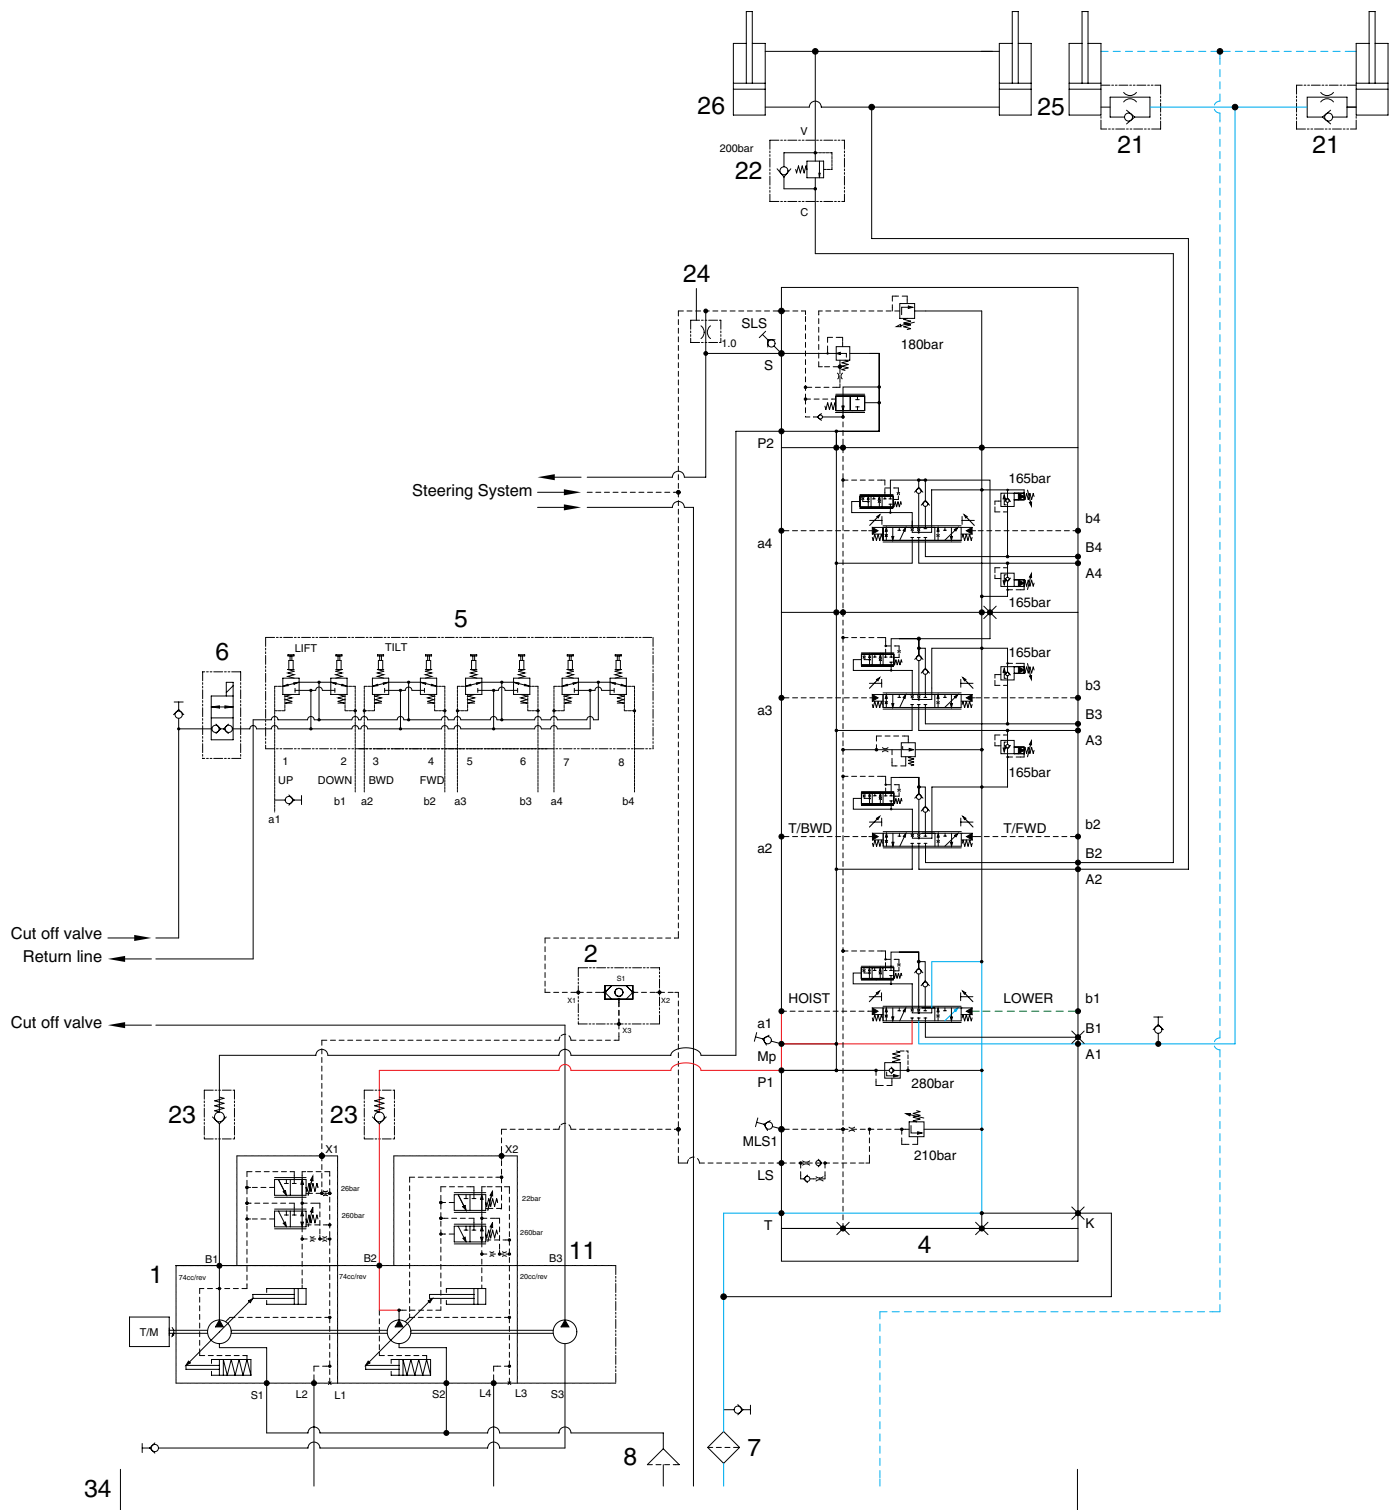 26
25
21
21
V
200bar
22
C
24
SLS
1.0
S
180bar
P2
Steering System
165bar
b4
a4
B4
A4
165bar
5
6
LIFT
TILT
165bar
b3
a3
B3
A3
165bar
1 2 3 4 5 6 7 8
UP DOWN BWD FWD
a1 b1 a2 b2 a3 b3 a4 b4
T/BWD
T/FWD
b2
a2
B2
A2
Cut off valve
Return line
2
S1
X1
X2
X3
HOIST
LOWER
b1
a1
B1
Cut off valve
Mp
A1
P1
280bar
23
23
MLS1
210bar
LS
X1
X2
26bar
22bar
260bar
260bar
T
K
4
B1
B2
B3
11
1
74cc/rev
74cc/rev
20cc/rev
T/M
S1 L2 L1 S2 L4 L3 S3
8
7
34